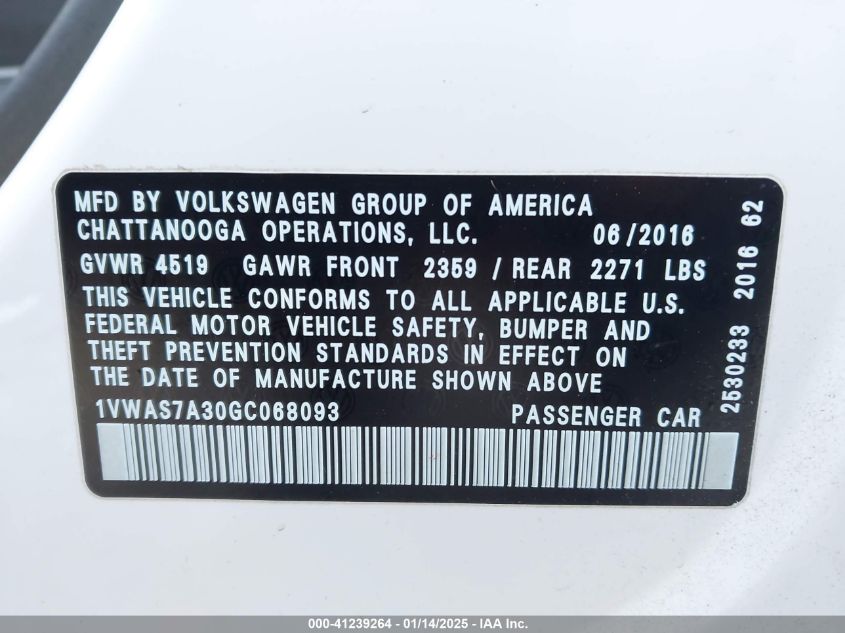 MFD BY VOLKSWAGEN GROUP OF AMERICA
CHATTANOOGA OPERATIONS, LLC. 06/2016
GVWR 4519 GAWR FRONT 2359 / REAR 2271 LBS
THIS VEHICLE CONFORMS TO ALL APPLICABLE U.S.
FEDERAL MOTOR VEHICLE SAFETY, BUMPER AND
THEFT PREVENTION STANDARDS IN EFFECT ON
THE DATE OF MANUFACTURE SHOWN ABOVE
1VWAS7A30GC068093 PASSENGER CAR
2530233 2016 62
000-41239264 - 01/14/2025 - IAA Inc.